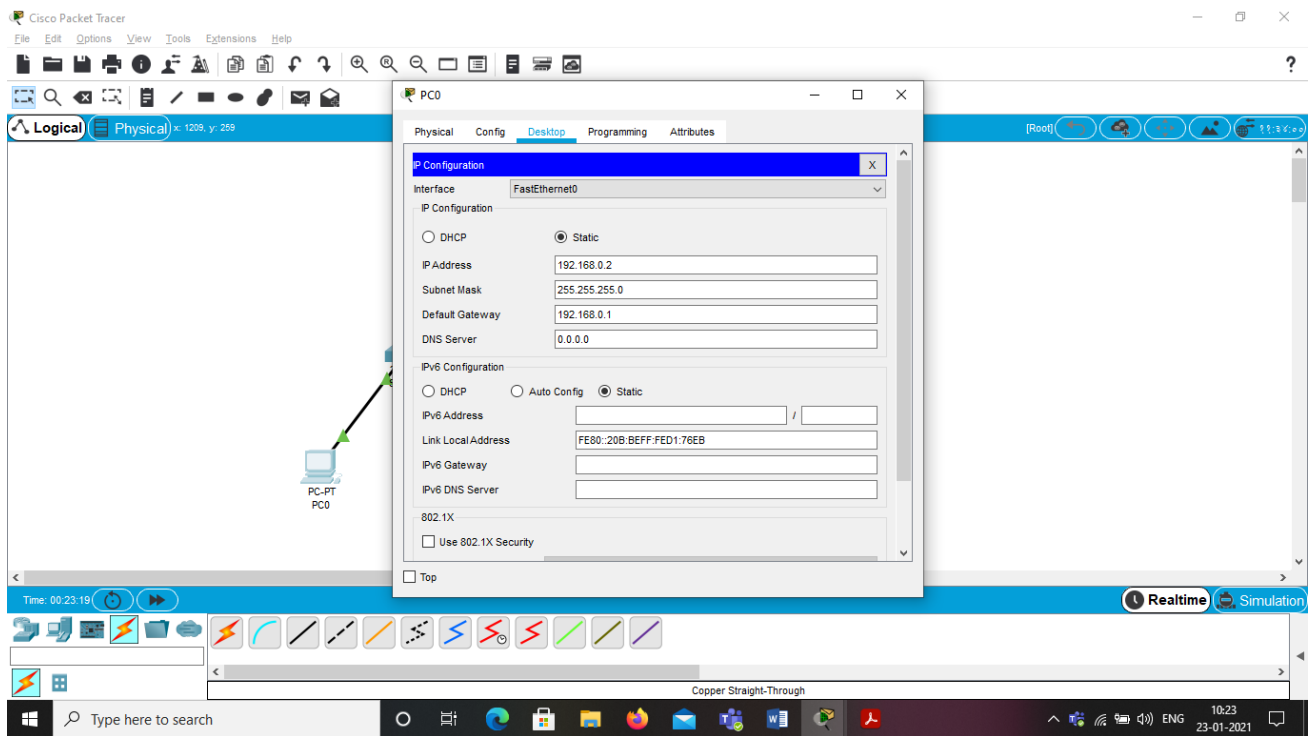 Cisco Packet Tracer
File Edit Options View Tools Extensions Help
?
PC0
Logical Physical x: 1209, y: 259
[Root]
Physical Config Desktop Programming Attributes
IP Configuration X
Interface FastEthernet0
IP Configuration
DHCP Static
IP Address 192.168.0.2
Subnet Mask 255.255.255.0
Default Gateway 192.168.0.1
DNS Server 0.0.0.0
IPv6 Configuration
DHCP Auto Config Static
IPv6 Address /
Link Local Address FE80::20B:BEFF:FED1:76EB
IPv6 Gateway
IPv6 DNS Server
802.1X
Use 802.1X Security
PC-PT
PC0
Top
Time: 00:23:19
Realtime Simulation
Copper Straight-Through
Type here to search
ENG
10:23
23-01-2021